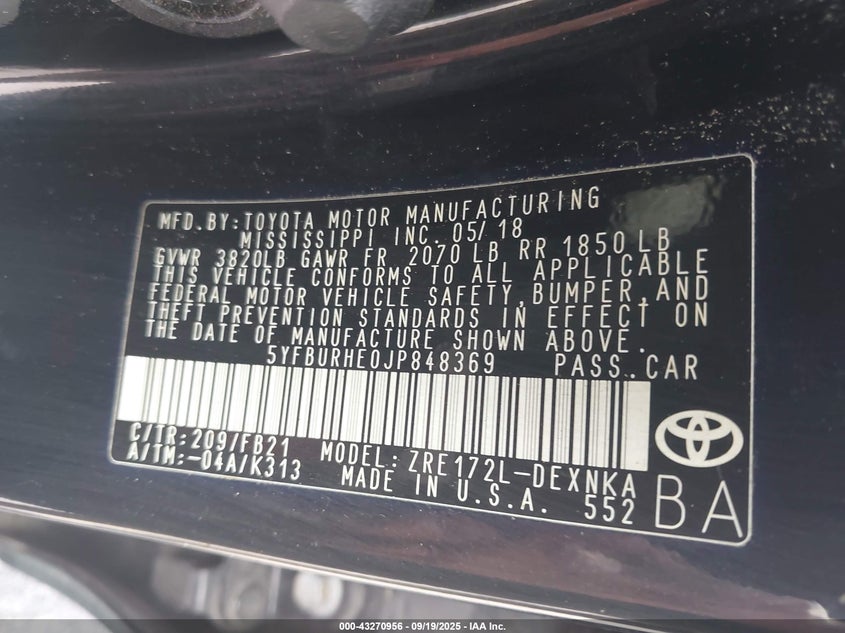 MFD. BY: TOYOTA MOTOR MANUFACTURING
MISSISSIPPI INC. 05/18
GVWR 3820LB GAWR FR 2070 LB RR 1850 LB
THIS VEHICLE CONFORMS TO ALL APPLICABLE
FEDERAL MOTOR VEHICLE SAFETY, BUMPER, AND
THEFT PREVENTION STANDARDS IN EFFECT ON
THE DATE OF MANUFACTURE SHOWN ABOVE.
5YFBURHE0JP848369 PASS. CAR
C/TR: 209/FB21 MODEL: ZRE172L-DEXNKA
A/TM: -04A/K313 MADE IN U.S.A. 552
BA
000-43270956 - 09/19/2025 - IAA Inc.